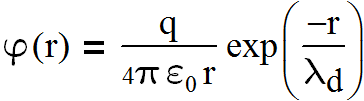 φ(r) = q / (4π ε₀ r) exp(−r / λ_d)